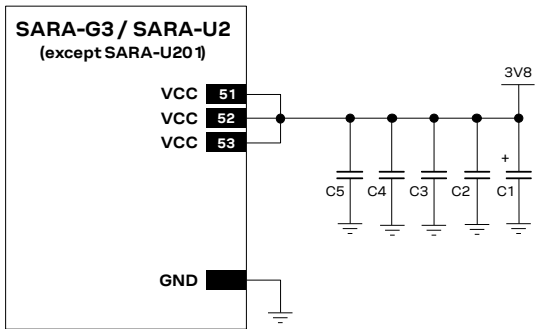 SARA-G3 / SARA-U2
(except SARA-U201)
3V8
VCC 51
VCC 52
VCC 53
+
C5 C4 C3 C2 C1
GND